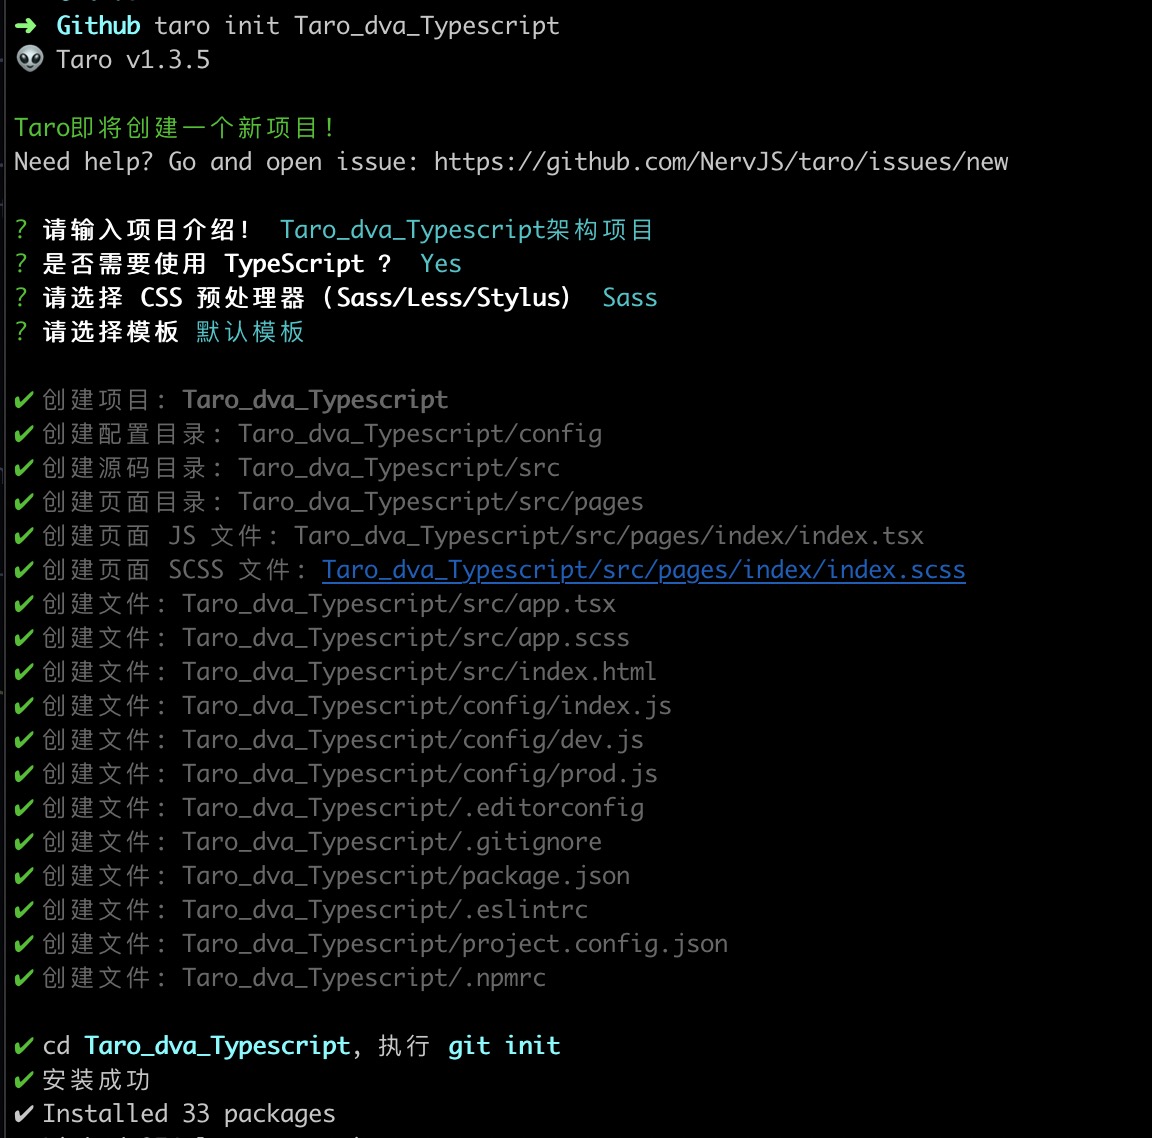 ➜ Github taro init Taro_dva_Typescript
👽 Taro v1.3.5
Taro即将创建一个新项目!
Need help? Go and open issue: https://github.com/NervJS/taro/issues/new
? 请输入项目介绍! Taro_dva_Typescript架构项目
? 是否需要使用 TypeScript ? Yes
? 请选择 CSS 预处理器（Sass/Less/Stylus） Sass
? 请选择模板 默认模板
✔ 创建项目: Taro_dva_Typescript
✔ 创建配置目录: Taro_dva_Typescript/config
✔ 创建源码目录: Taro_dva_Typescript/src
✔ 创建页面目录: Taro_dva_Typescript/src/pages
✔ 创建页面 JS 文件: Taro_dva_Typescript/src/pages/index/index.tsx
✔ 创建页面 SCSS 文件: Taro_dva_Typescript/src/pages/index/index.scss
✔ 创建文件: Taro_dva_Typescript/src/app.tsx
✔ 创建文件: Taro_dva_Typescript/src/app.scss
✔ 创建文件: Taro_dva_Typescript/src/index.html
✔ 创建文件: Taro_dva_Typescript/config/index.js
✔ 创建文件: Taro_dva_Typescript/config/dev.js
✔ 创建文件: Taro_dva_Typescript/config/prod.js
✔ 创建文件: Taro_dva_Typescript/.editorconfig
✔ 创建文件: Taro_dva_Typescript/.gitignore
✔ 创建文件: Taro_dva_Typescript/package.json
✔ 创建文件: Taro_dva_Typescript/.eslintrc
✔ 创建文件: Taro_dva_Typescript/project.config.json
✔ 创建文件: Taro_dva_Typescript/.npmrc
✔ cd Taro_dva_Typescript, 执行 git init
✔ 安装成功
✔ Installed 33 packages